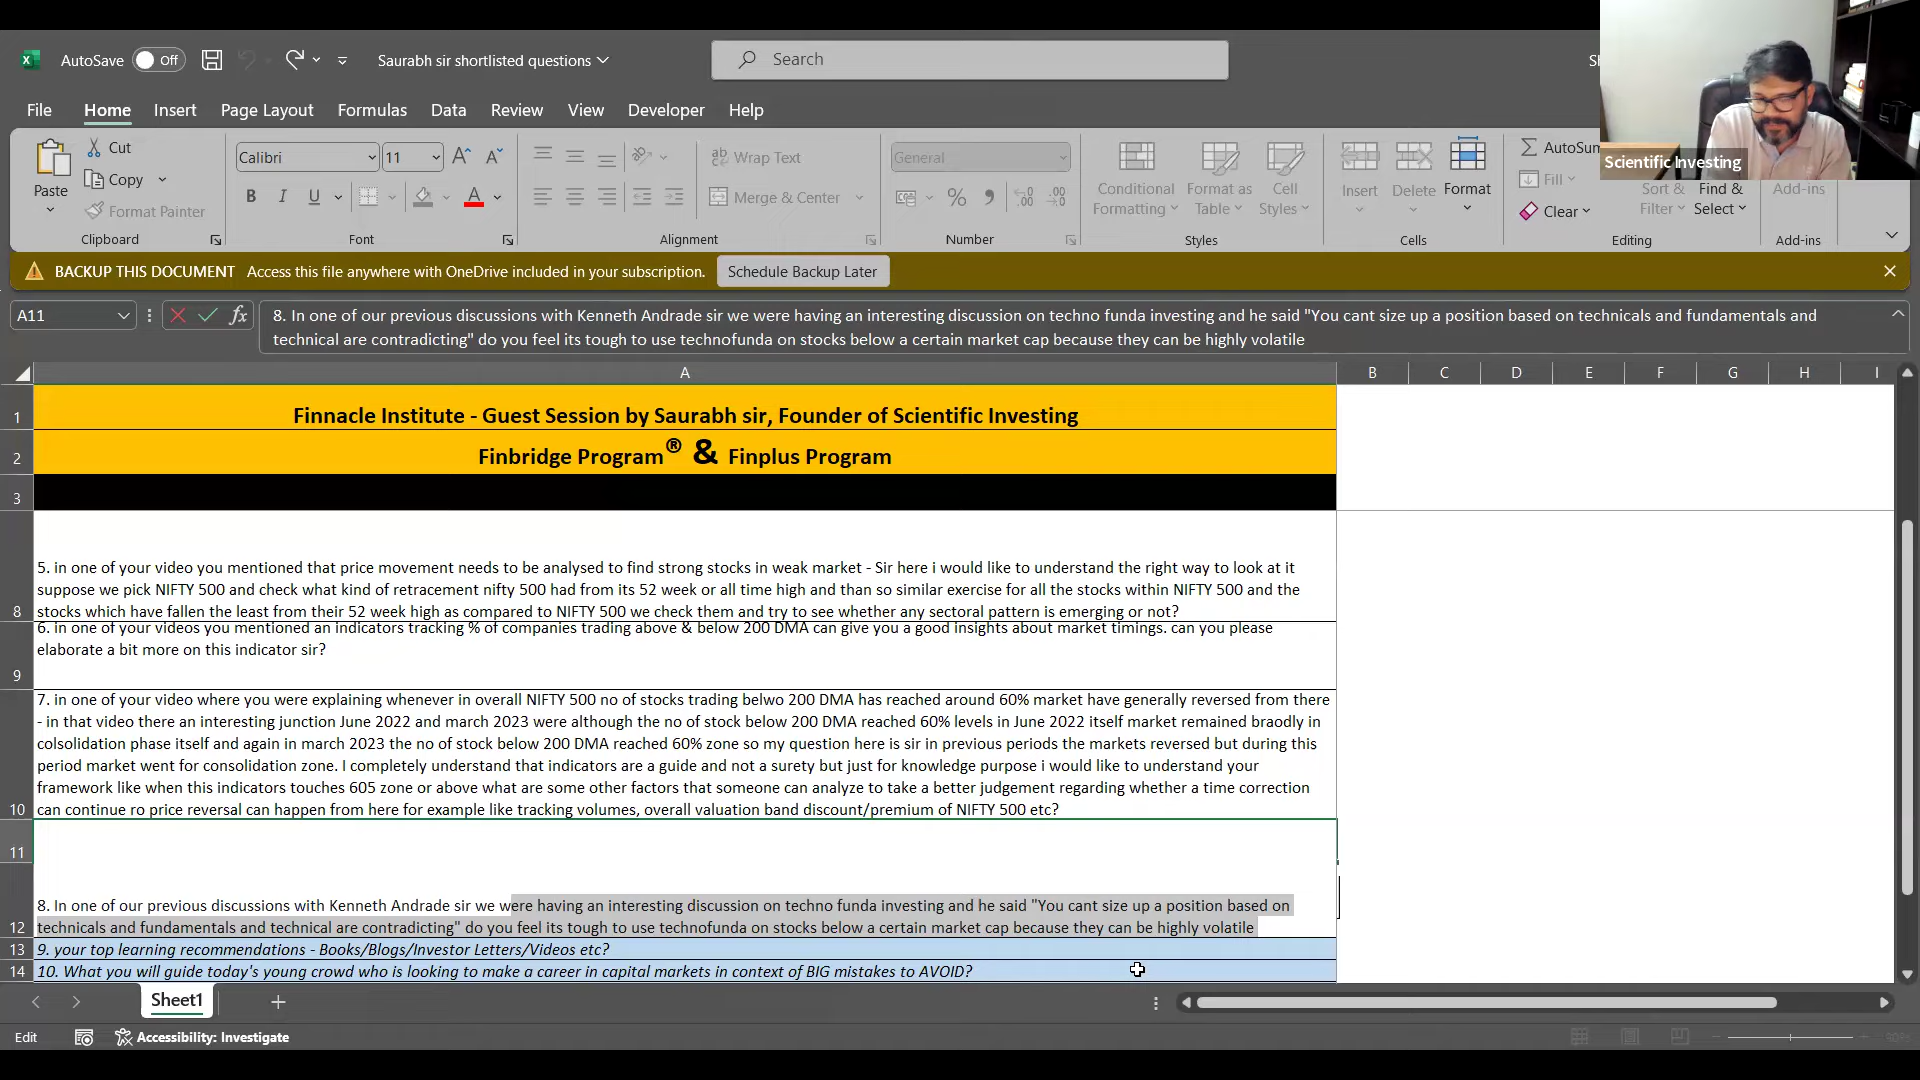 AutoSave Off Saurabh sir shortlisted questions Search
File Home Insert Page Layout Formulas Data Review View Developer Help
Paste Cut Copy Format Painter Clipboard
Calibri 11 B I U A Font
ab Wrap Text Merge & Center Alignment
General % Number
Conditional Formatting Format as Table Cell Styles Styles
Insert Delete Format Cells
Fill Clear Sort & Filter Find & Select Editing
Add-ins Add-ins
Scientific Investing
BACKUP THIS DOCUMENT Access this file anywhere with OneDrive included in your subscription. Schedule Backup Later
A11 fx 8. In one of our previous discussions with Kenneth Andrade sir we were having an interesting discussion on techno funda investing and he said "You cant size up a position based on technicals and fundamentals and
technical are contradicting" do you feel its tough to use technofunda on stocks below a certain market cap because they can be highly volatile
A B C D E F G H I
1 Finnacle Institute - Guest Session by Saurabh sir, Founder of Scientific Investing
2 Finbridge Program® & Finplus Program
3
5. in one of your video you mentioned that price movement needs to be analysed to find strong stocks in weak market - Sir here i would like to understand the right way to look at it
suppose we pick NIFTY 500 and check what kind of retracement nifty 500 had from its 52 week or all time high and than so similar exercise for all the stocks within NIFTY 500 and the
8 stocks which have fallen the least from their 52 week high as compared to NIFTY 500 we check them and try to see whether any sectoral pattern is emerging or not?
6. in one of your videos you mentioned an indicators tracking % of companies trading above & below 200 DMA can give you a good insights about market timings. can you please
elaborate a bit more on this indicator sir?
9
7. in one of your video where you were explaining whenever in overall NIFTY 500 no of stocks trading belwo 200 DMA has reached around 60% market have generally reversed from there
- in that video there an interesting junction June 2022 and march 2023 were although the no of stock below 200 DMA reached 60% levels in June 2022 itself market remained braodly in
colsolidation phase itself and again in march 2023 the no of stock below 200 DMA reached 60% zone so my question here is sir in previous periods the markets reversed but during this
period market went for consolidation zone. I completely understand that indicators are a guide and not a surety but just for knowledge purpose i would like to understand your
framework like when this indicators touches 605 zone or above what are some other factors that someone can analyze to take a better judgement regarding whether a time correction
10 can continue ro price reversal can happen from here for example like tracking volumes, overall valuation band discount/premium of NIFTY 500 etc?
11
8. In one of our previous discussions with Kenneth Andrade sir we were having an interesting discussion on techno funda investing and he said "You cant size up a position based on
12 technicals and fundamentals and technical are contradicting" do you feel its tough to use technofunda on stocks below a certain market cap because they can be highly volatile
13 9. your top learning recommendations - Books/Blogs/Investor Letters/Videos etc?
14 10. What you will guide today's young crowd who is looking to make a career in capital markets in context of BIG mistakes to AVOID?
Sheet1
Edit Accessibility: Investigate